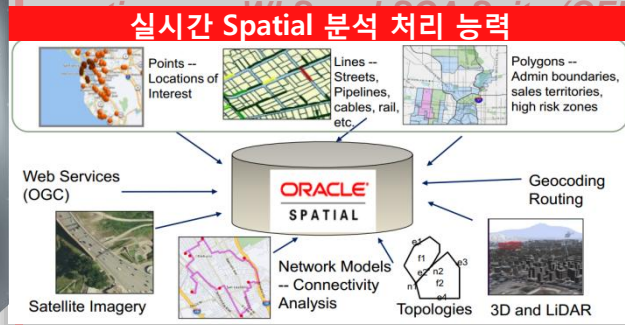 실시간 Spatial 분석 처리 능력
Points --
Locations of
Interest
Lines --
Streets,
Pipelines,
cables, rail,
etc.
Polygons --
Admin boundaries,
sales territories,
high risk zones
Web Services
(OGC)
ORACLE
SPATIAL
Geocoding
Routing
Satellite Imagery
Network Models
-- Connectivity
Analysis
e1
f1
e2
n2
e3
n1
f2
e4
Topologies
3D and LiDAR